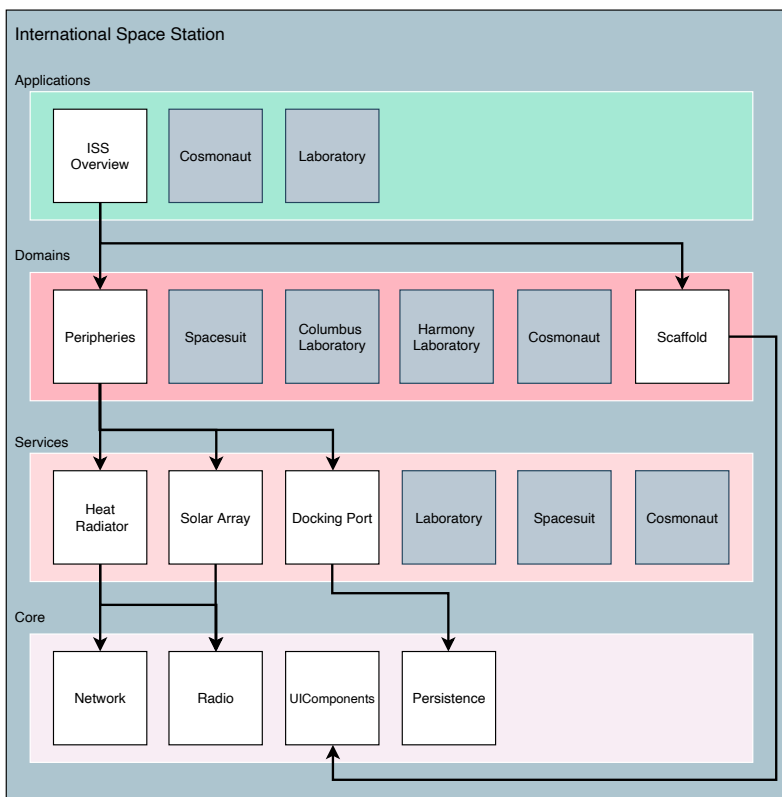 International Space Station
Applications
ISS
Overview
Cosmonaut
Laboratory
Domains
Peripheries
Spacesuit
Columbus
Laboratory
Harmony
Laboratory
Cosmonaut
Scaffold
Services
Heat
Radiator
Solar Array
Docking Port
Laboratory
Spacesuit
Cosmonaut
Core
Network
Radio
UIComponents
Persistence